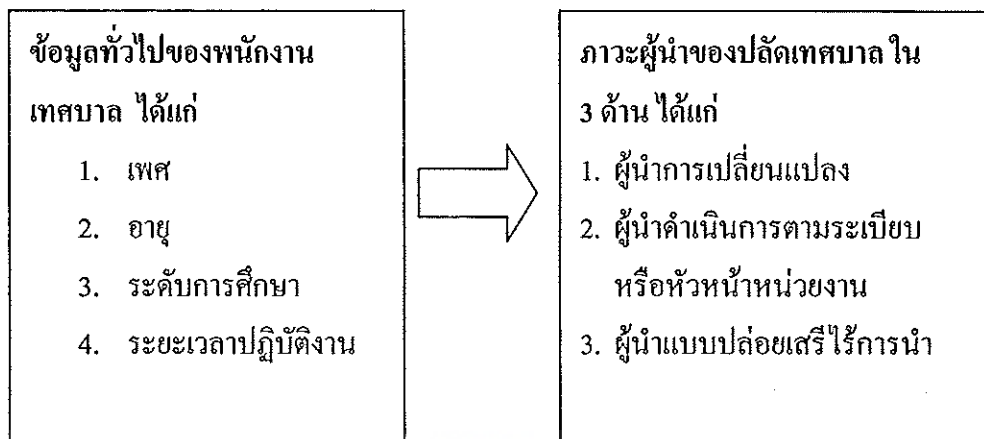 ข้อมูลทั่วไปของพนักงาน
เทศบาล ได้แก่
1. เพศ
2. อายุ
3. ระดับการศึกษา
4. ระยะเวลาปฏิบัติงาน
ภาวะผู้นำของปลัดเทศบาล ใน
3 ด้าน ได้แก่
1. ผู้นำการเปลี่ยนแปลง
2. ผู้นำดำเนินการตามระเบียบ
หรือหัวหน้าหน่วยงาน
3. ผู้นำแบบปล่อยเสรีไร้การนำ